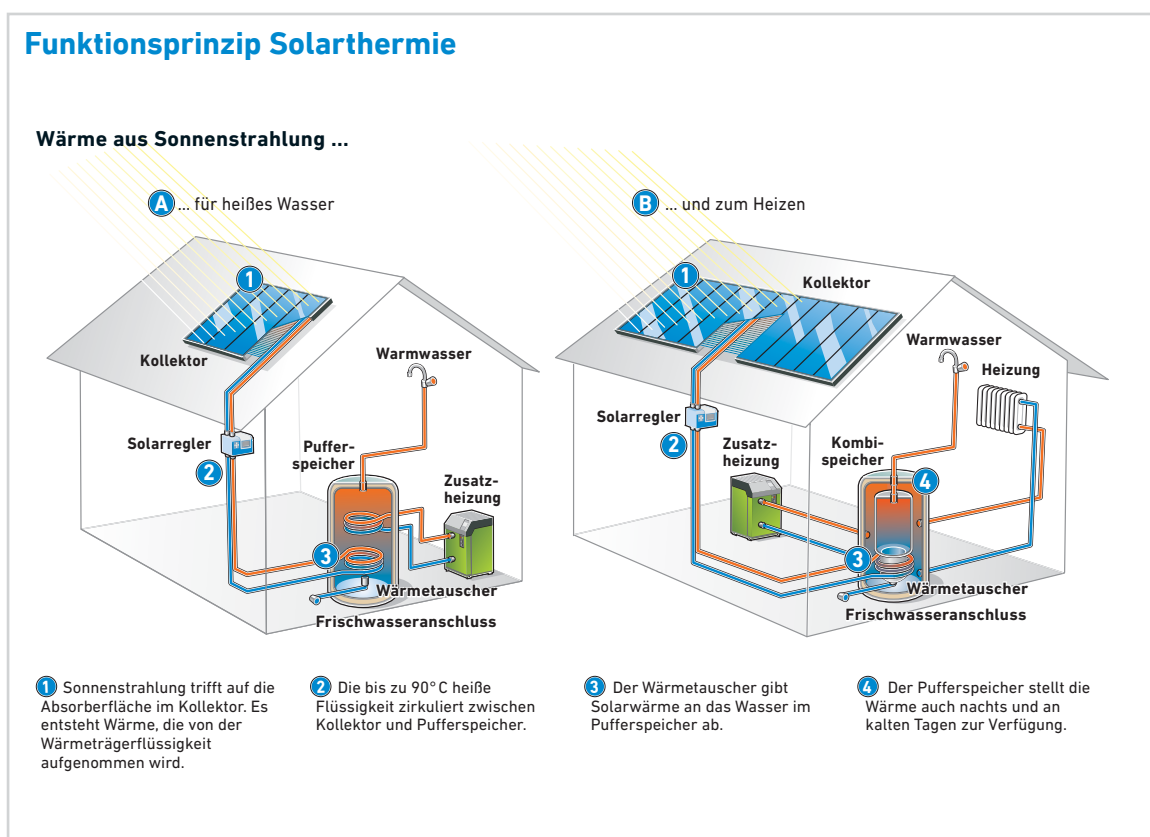 Funktionsprinzip Solarthermie
Wärme aus Sonnenstrahlung ...
A ... für heißes Wasser
1
Kollektor
Warmwasser
Solarregler
2
Puffer-
speicher
Zusatz-
heizung
3
Wärmetauscher
Frischwasseranschluss
B ... und zum Heizen
1
Kollektor
Warmwasser
Heizung
Solarregler
2
Zusatz-
heizung
Kombi-
speicher
4
3
Wärmetauscher
Frischwasseranschluss
1 Sonnenstrahlung trifft auf die
Absorberfläche im Kollektor. Es
entsteht Wärme, die von der
Wärmeträgerflüssigkeit
aufgenommen wird.
2 Die bis zu 90° C heiße
Flüssigkeit zirkuliert zwischen
Kollektor und Pufferspeicher.
3 Der Wärmetauscher gibt
Solarwärme an das Wasser im
Pufferspeicher ab.
4 Der Pufferspeicher stellt die
Wärme auch nachts und an
kalten Tagen zur Verfügung.